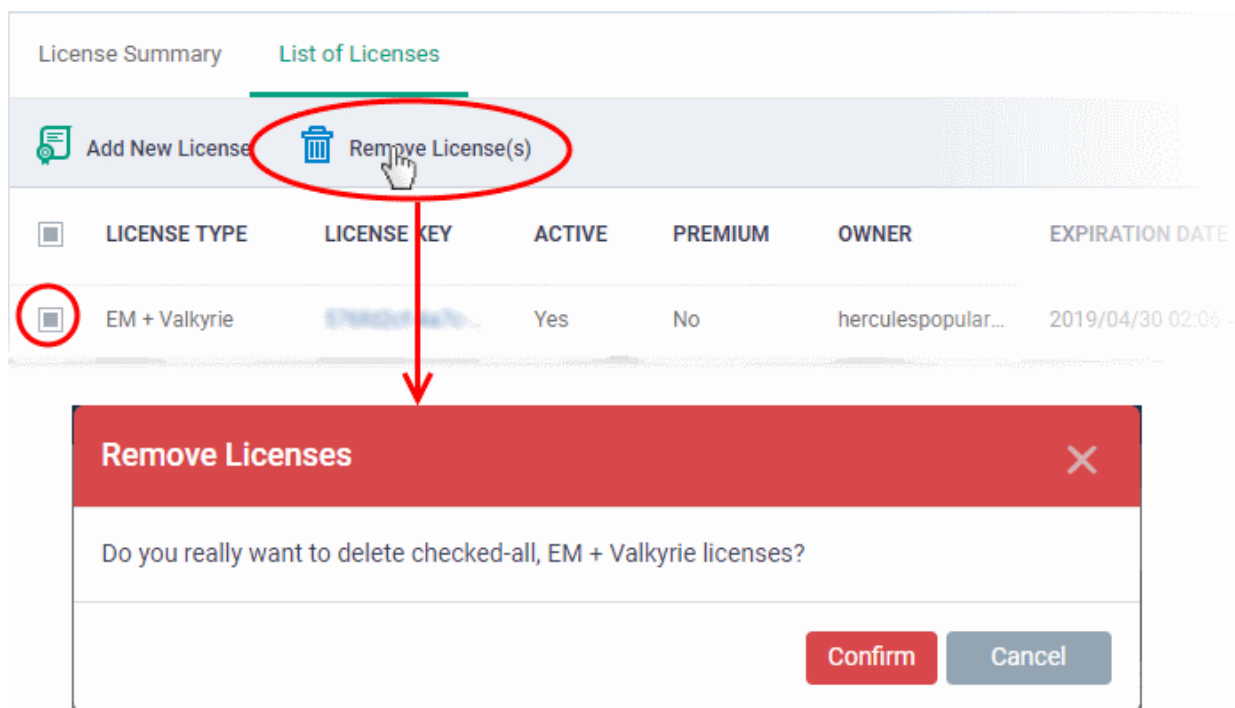 License Summary List of Licenses
Add New License Remove License(s)
LICENSE TYPE LICENSE KEY ACTIVE PREMIUM OWNER EXPIRATION DATE
EM + Valkyrie Yes No herculespopular... 2019/04/30 02:06
Remove Licenses
Do you really want to delete checked-all, EM + Valkyrie licenses?
Confirm Cancel